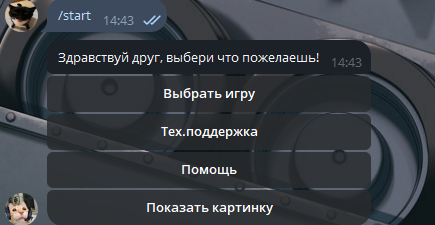 /start
14:43
Здравствуй друг, выбери что пожелаешь!
14:43
Выбрать игру
Тех.поддержка
Помощь
Показать картинку